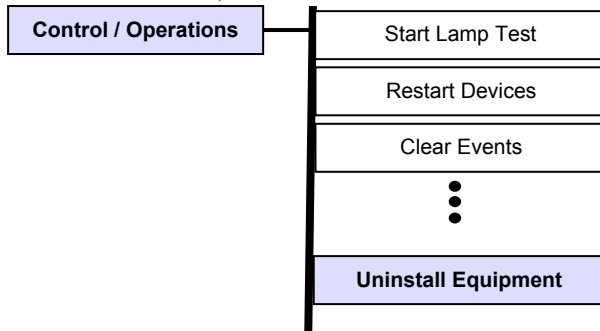 Control / Operations
Start Lamp Test
Restart Devices
Clear Events
Uninstall Equipment